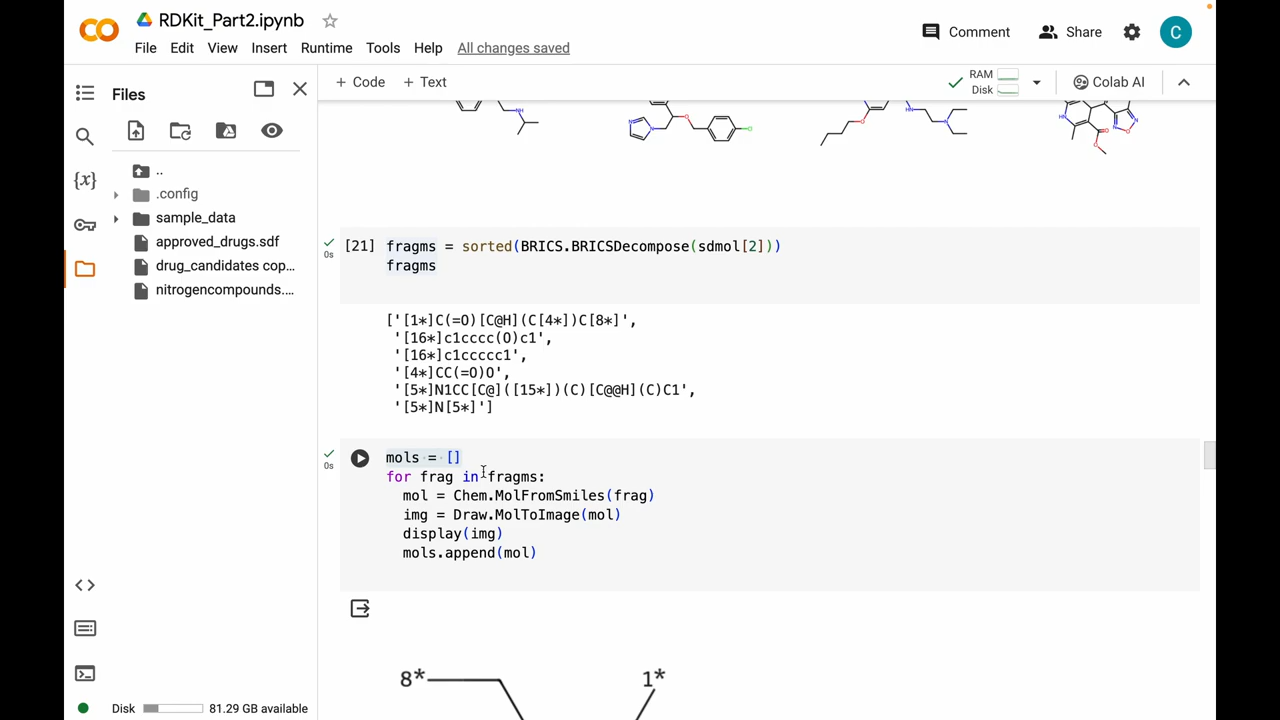 RDKit_Part2.ipynb
File Edit View Insert Runtime Tools Help All changes saved
Comment Share C
Files
+ Code + Text
RAM
Disk
Colab AI
..
.config
sample_data
approved_drugs.sdf
drug_candidates cop...
nitrogencompounds....
{x}
NH
N
N
O
Cl
O
HN
N
HN
N
N
O
O
O
[21] fragms = sorted(BRICS.BRICSDecompose(sdmol[2]))
0s
fragms
['[1*]C(=O)[C@H](C[4*])C[8*]',
'[16*]c1cccc(O)c1',
'[16*]c1ccccc1',
'[4*]CC(=O)O',
'[5*]N1CC[C@]([15*])(C)[C@@H](C)C1',
'[5*]N[5*]']
0s
mols = []
for frag in fragms:
mol = Chem.MolFromSmiles(frag)
img = Draw.MolToImage(mol)
display(img)
mols.append(mol)
8* 1*
Disk 81.29 GB available